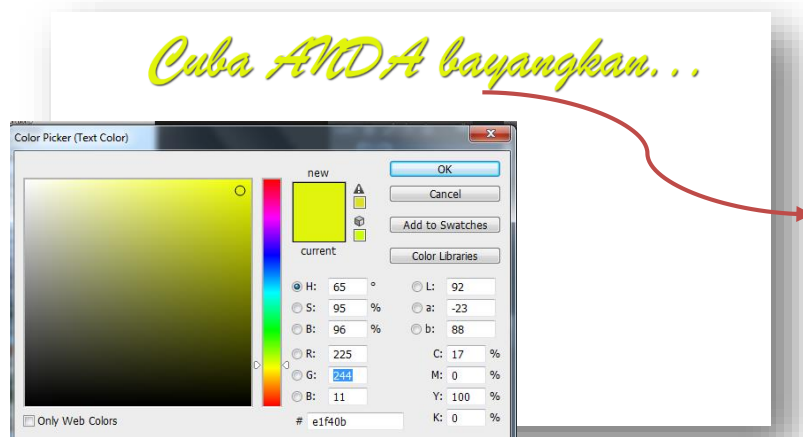 Cuba ANDA bayangkan...
Color Picker (Text Color)
new
current
OK
Cancel
Add to Swatches
Color Libraries
H: 65 °
S: 95 %
B: 96 %
R: 225
G: 244
B: 11
# e1f40b
L: 92
a: -23
b: 88
C: 17 %
M: 0 %
Y: 100 %
K: 0 %
Only Web Colors